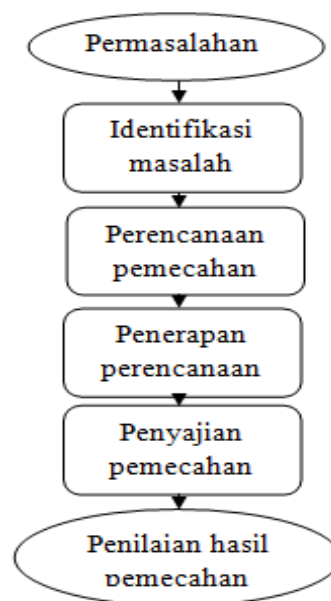 Permasalahan
Identifikasi
masalah
Perencanaan
pemecahan
Penerapan
perencanaan
Penyajian
pemecahan
Penilaian hasil
pemecahan